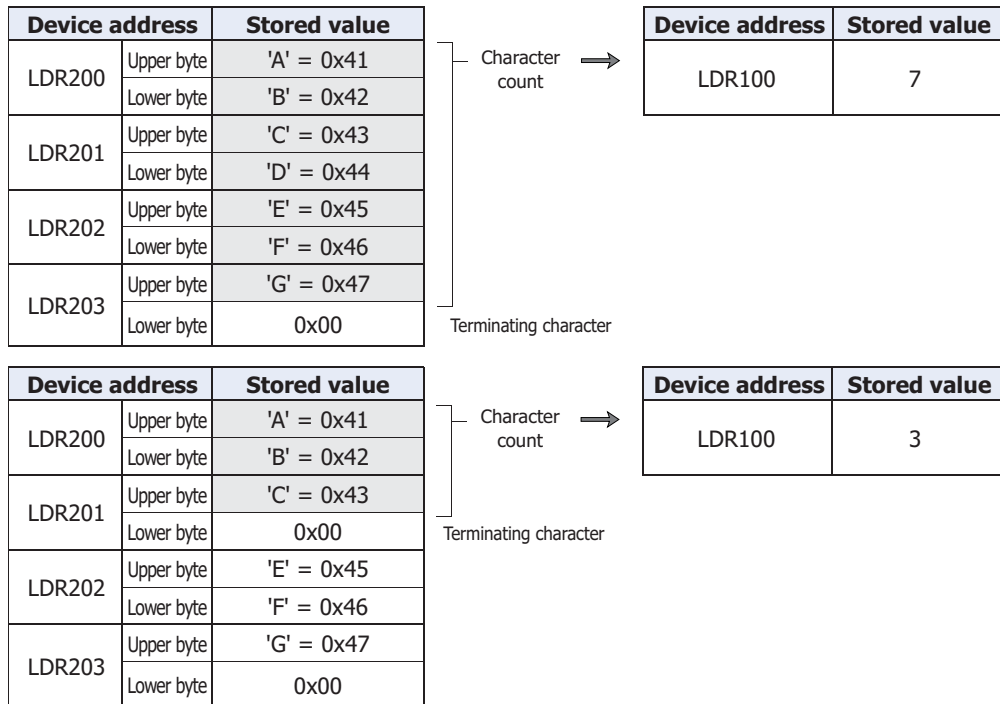 Device address Stored value
LDR200 Upper byte 'A' = 0x41
Lower byte 'B' = 0x42
LDR201 Upper byte 'C' = 0x43
Lower byte 'D' = 0x44
LDR202 Upper byte 'E' = 0x45
Lower byte 'F' = 0x46
LDR203 Upper byte 'G' = 0x47
Lower byte 0x00
Character
count
Terminating character
Device address Stored value
LDR100 7
Device address Stored value
LDR200 Upper byte 'A' = 0x41
Lower byte 'B' = 0x42
LDR201 Upper byte 'C' = 0x43
Lower byte 0x00
LDR202 Upper byte 'E' = 0x45
Lower byte 'F' = 0x46
LDR203 Upper byte 'G' = 0x47
Lower byte 0x00
Character
count
Terminating character
Device address Stored value
LDR100 3